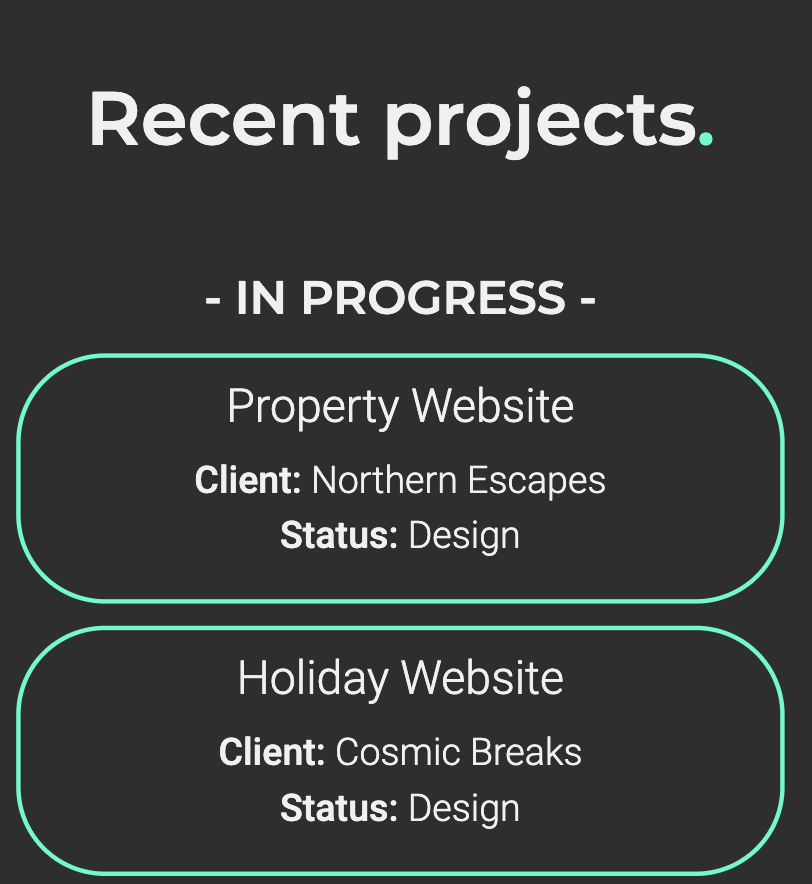 Recent projects.
- IN PROGRESS -
Property Website
Client: Northern Escapes
Status: Design
Holiday Website
Client: Cosmic Breaks
Status: Design